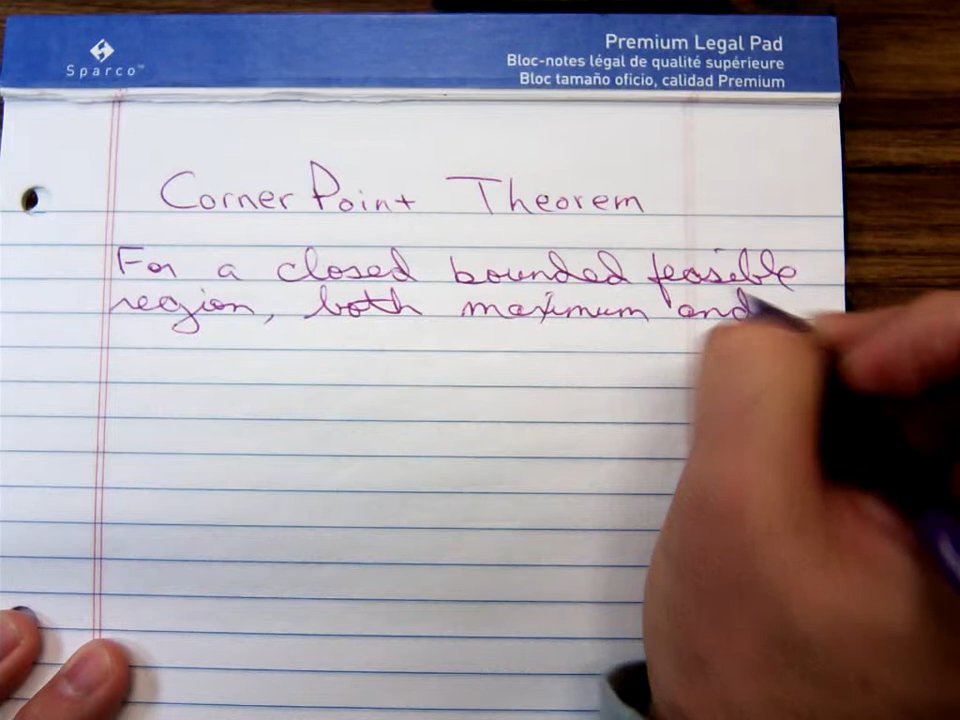 Sparco™
Premium Legal Pad
Bloc-notes légal de qualité supérieure
Bloc tamaño oficio, calidad Premium
Corner Point Theorem
For a closed bounded feasible
region, both maximum and